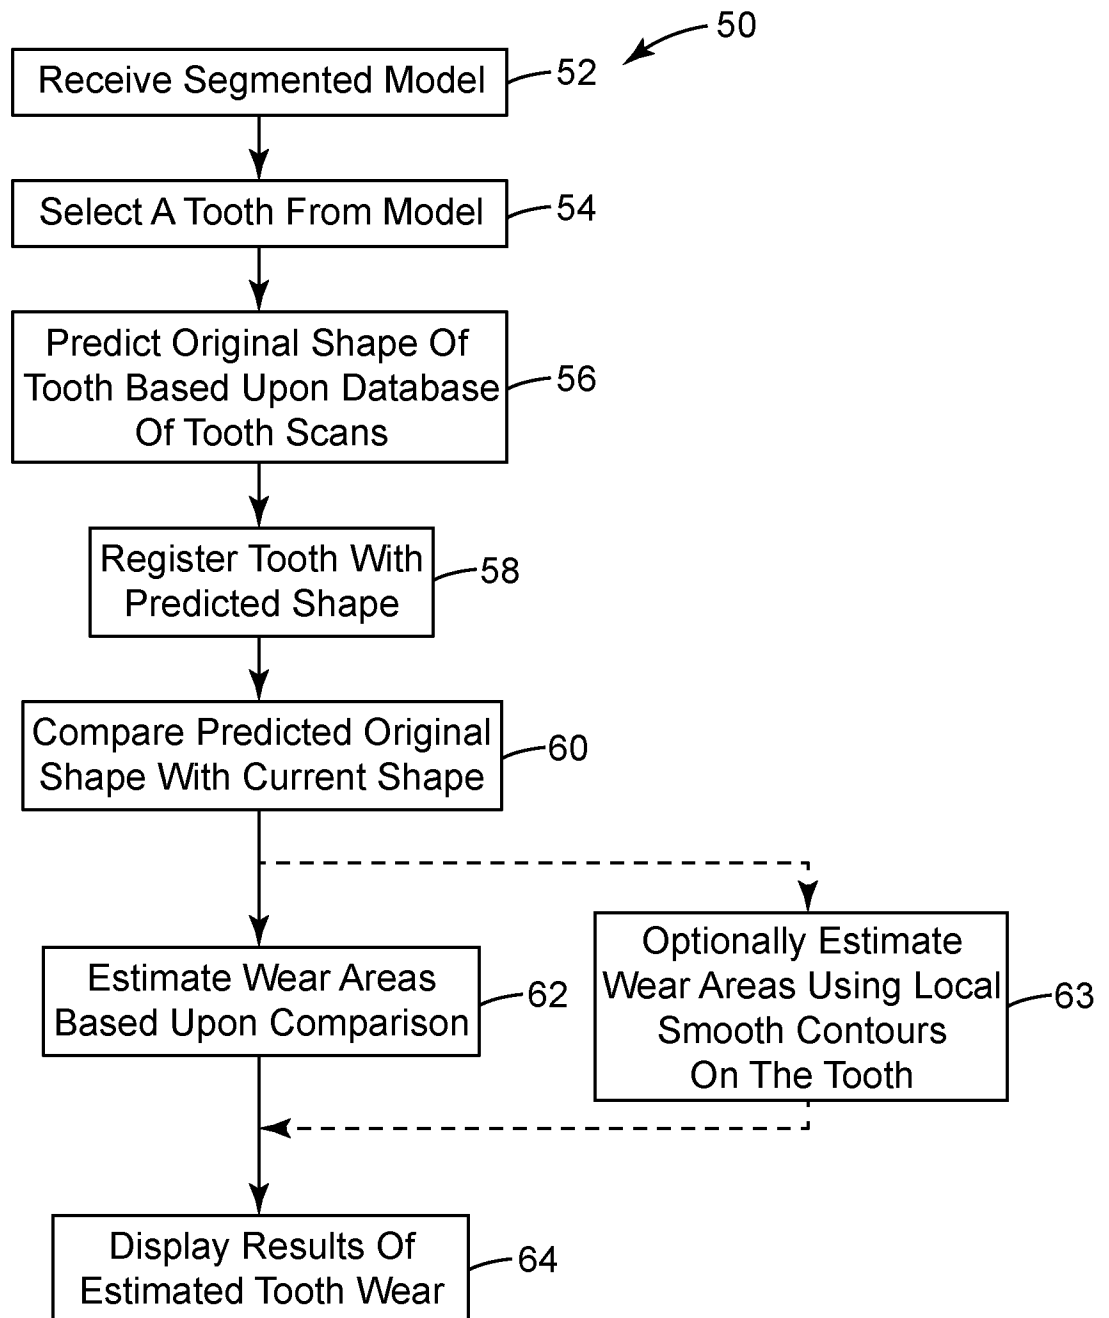 50
Receive Segmented Model
52
Select A Tooth From Model
54
Predict Original Shape Of
Tooth Based Upon Database
Of Tooth Scans
56
Register Tooth With
Predicted Shape
58
Compare Predicted Original
Shape With Current Shape
60
Estimate Wear Areas
Based Upon Comparison
62
Optionally Estimate
Wear Areas Using Local
Smooth Contours
On The Tooth
63
Display Results Of
Estimated Tooth Wear
64